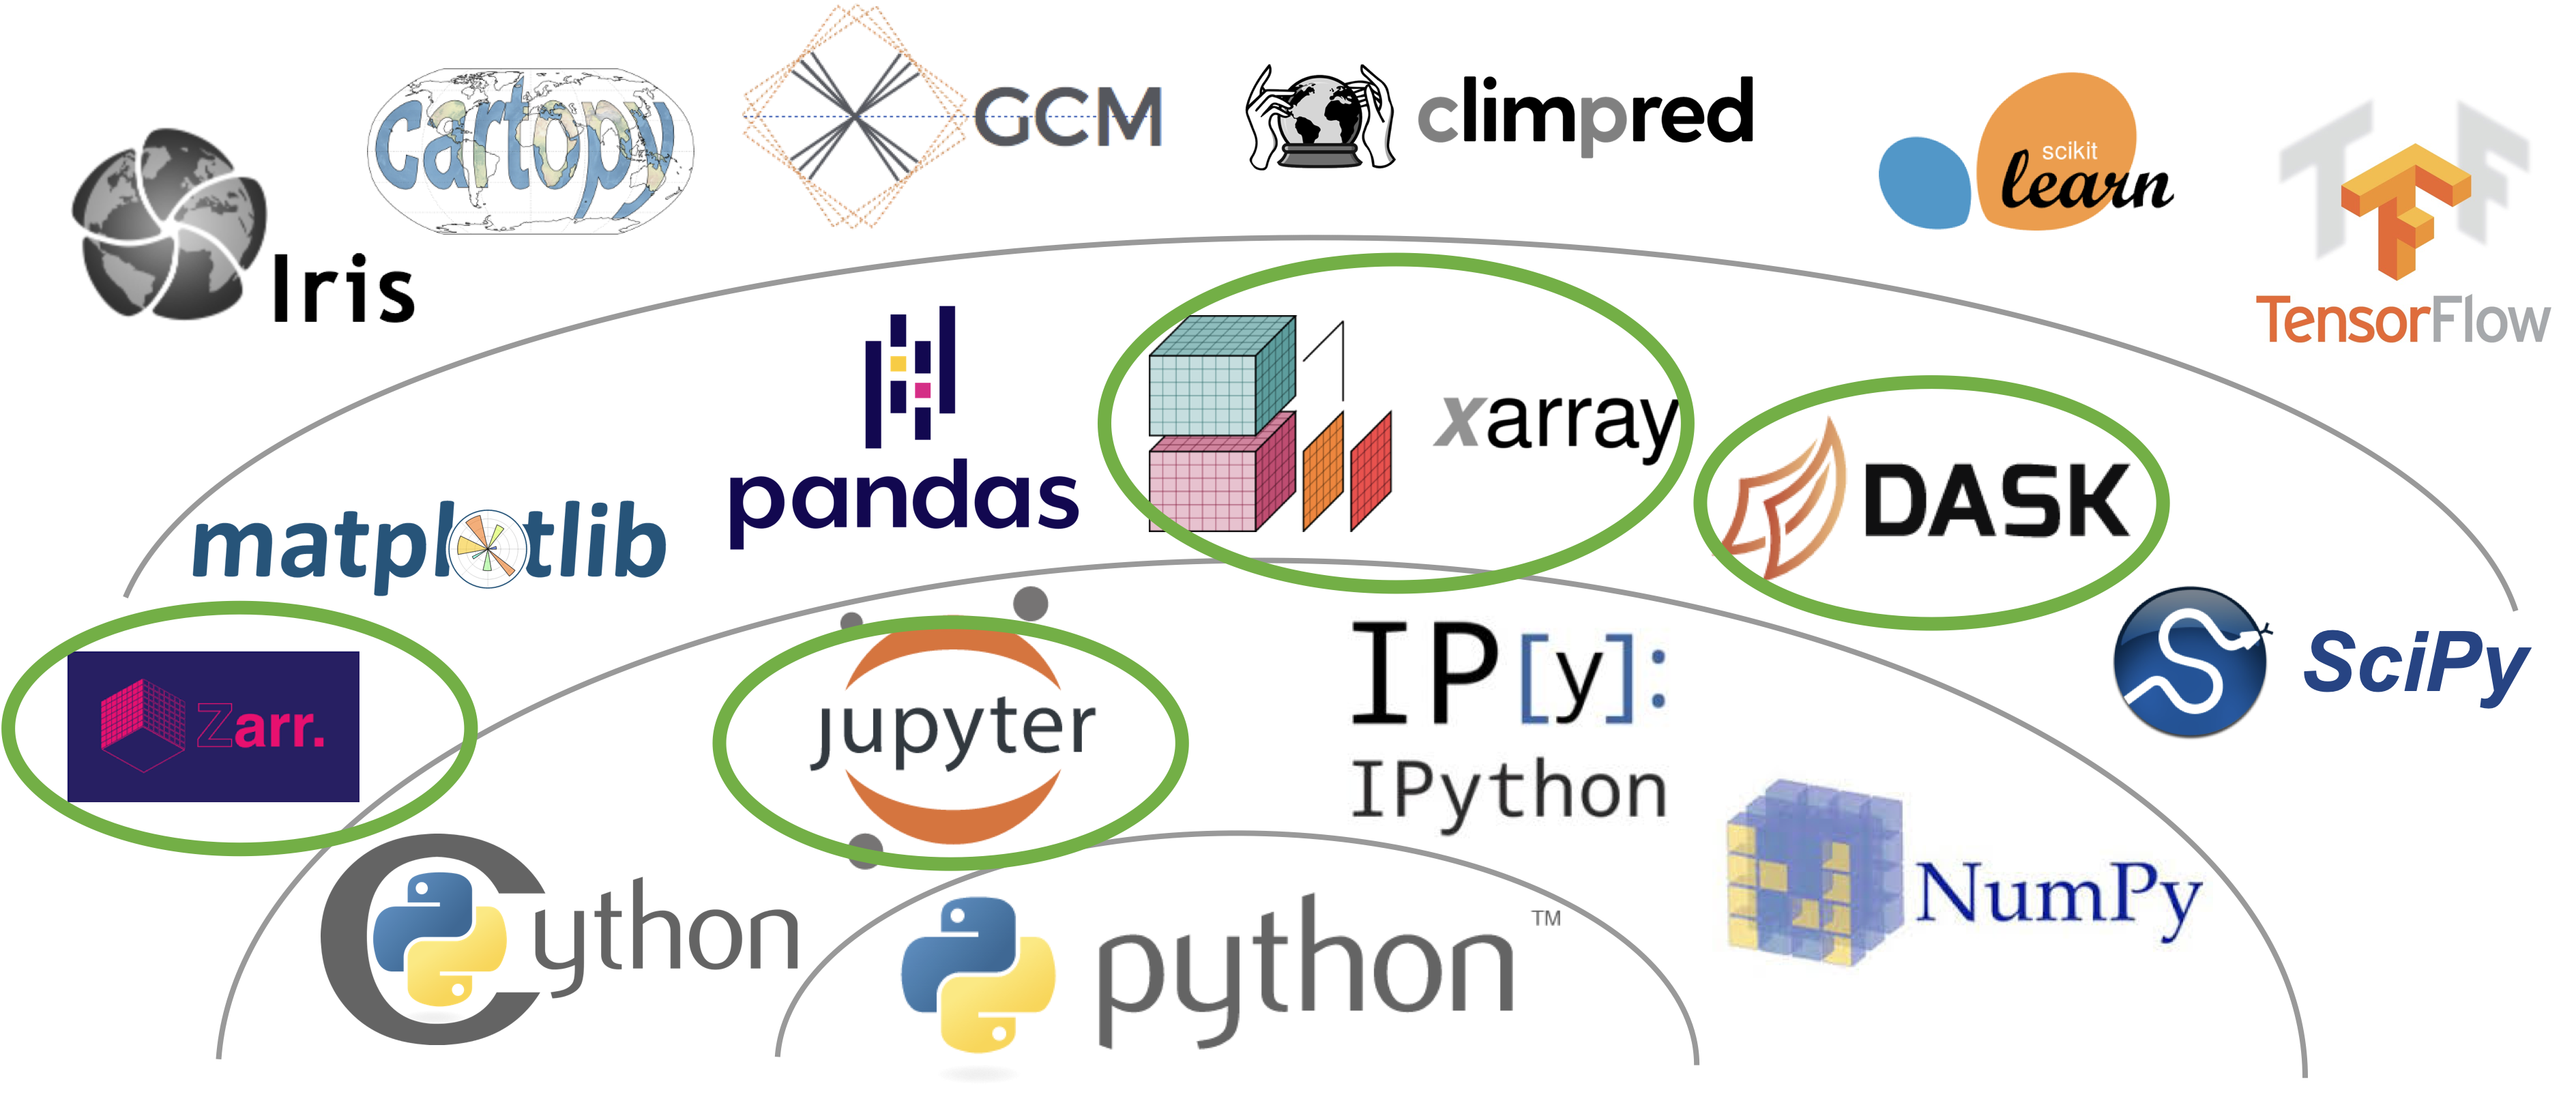 cartopy
GCM
climpred
scikit
learn
Iris
TF
TensorFlow
pandas
xarray
DASK
matplotlib
Zarr.
jupyter
IP[y]:
IPython
SciPy
Cython
python™
NumPy